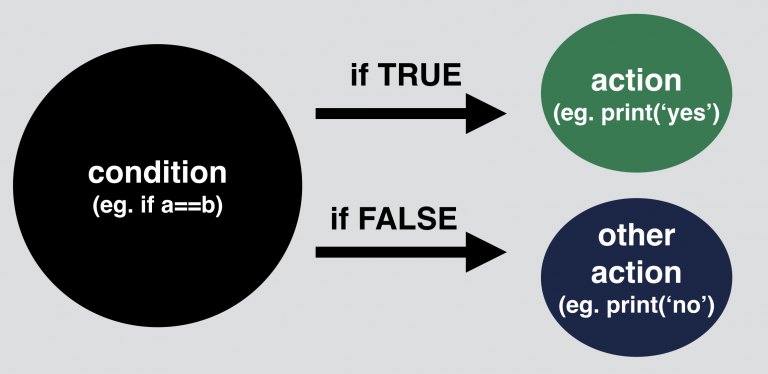 condition
(eg. if a==b)
if TRUE
action
(eg. print(‘yes’)
if FALSE
other
action
(eg. print(‘no’)